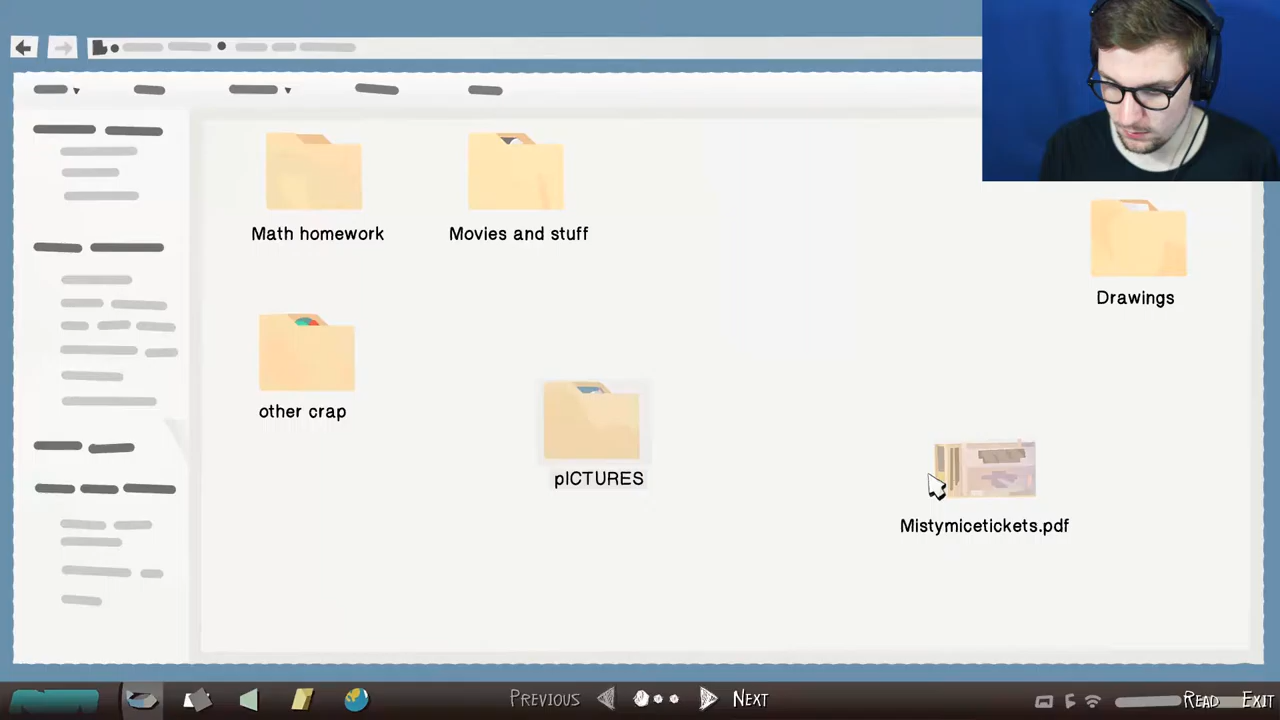 Math homework
Movies and stuff
Drawings
other crap
pICTURES
Mistymicetickets.pdf
PREVIOUS
NEXT
READ
EXIT